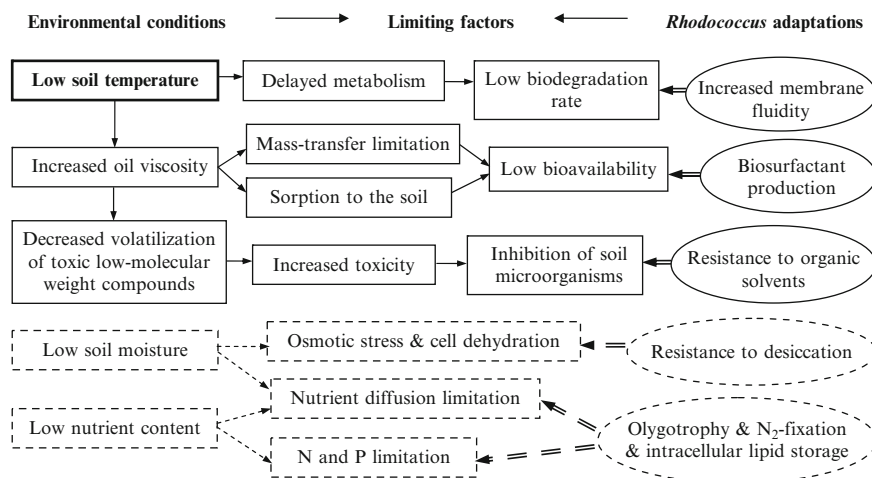 Environmental conditions
Limiting factors
Rhodococcus adaptations
Low soil temperature
Delayed metabolism
Low biodegradation
rate
Increased membrane
fluidity
Increased oil viscosity
Mass-transfer limitation
Sorption to the soil
Low bioavailability
Biosurfactant
production
Decreased volatilization
of toxic low-molecular
weight compounds
Increased toxicity
Inhibition of soil
microorganisms
Resistance to organic
solvents
Low soil moisture
Osmotic stress & cell dehydration
Resistance to desiccation
Nutrient diffusion limitation
Low nutrient content
N and P limitation
Olygotrophy & N₂-fixation
& intracellular lipid storage